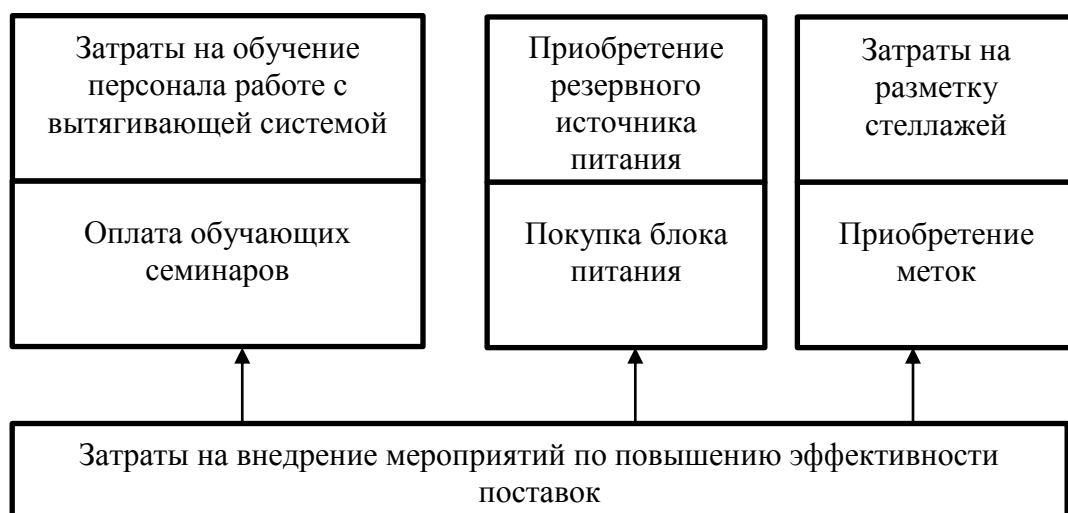 Затраты на обучение
персонала работе с
вытягивающей системой
Оплата обучающих
семинаров
Приобретение
резервного
источника
питания
Покупка блока
питания
Затраты на
разметку
стеллажей
Приобретение
меток
Затраты на внедрение мероприятий по повышению эффективности
поставок